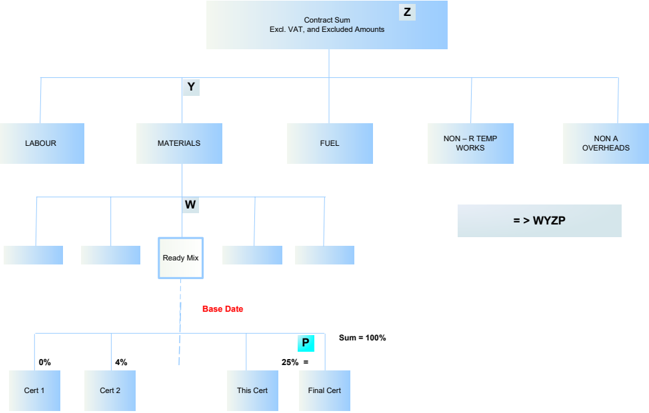 Contract Sum
Z
Excl. VAT, and Excluded Amounts
Y
LABOUR
MATERIALS
FUEL
NON – R TEMP
WORKS
NON A
OVERHEADS
W
= > WYZP
Ready Mix
Base Date
P
Sum = 100%
0%
4%
25% =
Cert 1
Cert 2
This Cert
Final Cert